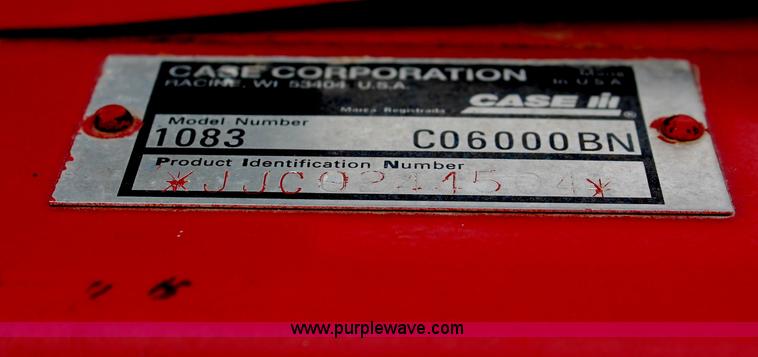 CASE CORPORATION
RACINE, WI 53404 U.S.A.
Made
In U S A
Marca Registrada
CASE IH®
Model Number
1083 C06000BN
Product Identification Number
www.purplewave.com